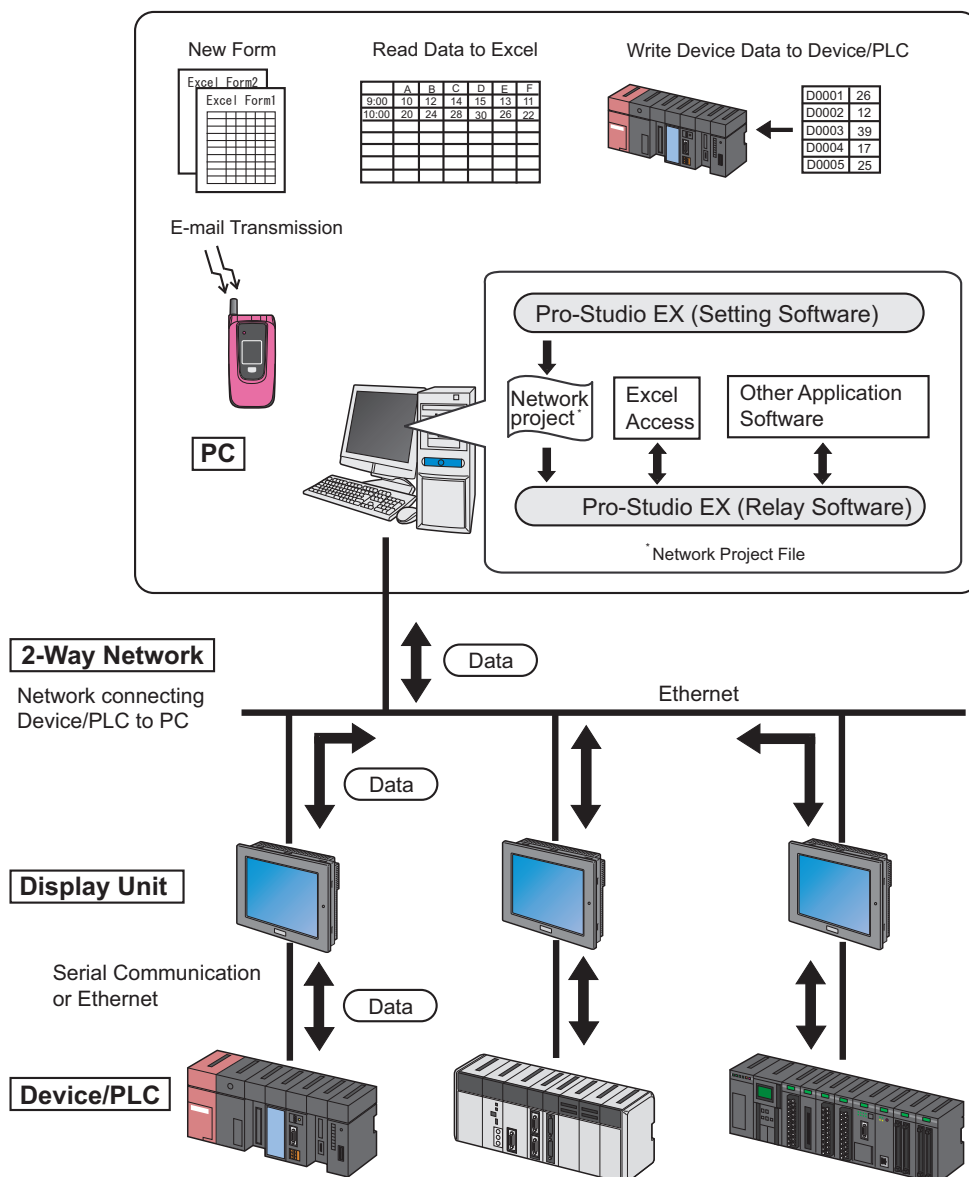 New Form
Read Data to Excel
Write Device Data to Device/PLC
Excel Form2
Excel Form1
A B C D E F
9:00 10 12 14 15 13 11
10:00 20 24 28 30 26 22
D0001 26
D0002 12
D0003 39
D0004 17
D0005 25
E-mail Transmission
PC
Pro-Studio EX (Setting Software)
Network
project*
Excel
Access
Other Application
Software
Pro-Studio EX (Relay Software)
*Network Project File
2-Way Network
Data
Network connecting
Device/PLC to PC
Ethernet
Data
Display Unit
Serial Communication
or Ethernet
Data
Device/PLC